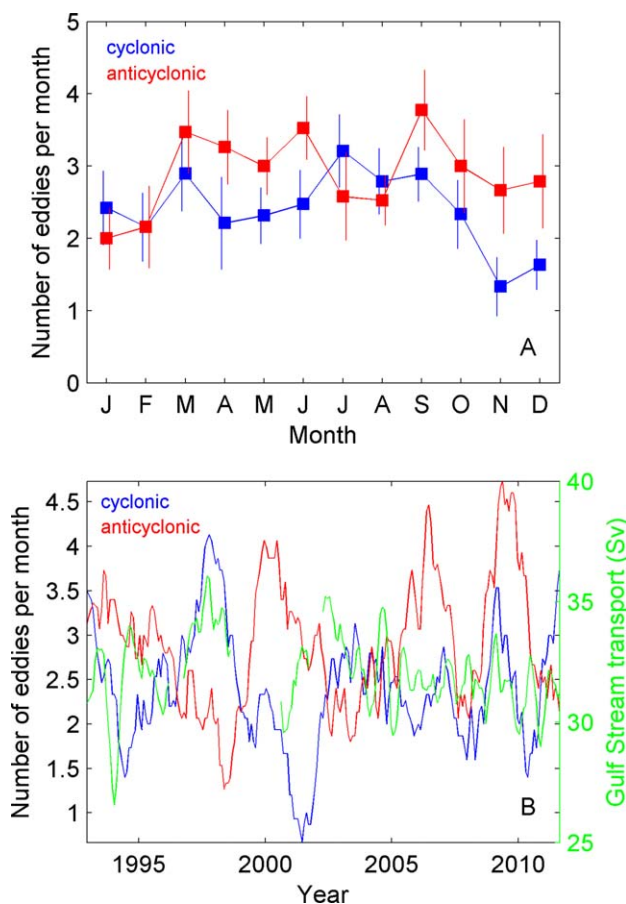 5
cyclonic
anticyclonic
4
3
2
1
0
Number of eddies per month
A
J F M A M J J A S O N D
Month
40
4.5
cyclonic
anticyclonic
4
3.5
35
3
2.5
2
30
1.5
1
25
Number of eddies per month
Gulf Stream transport (Sv)
B
1995 2000 2005 2010
Year